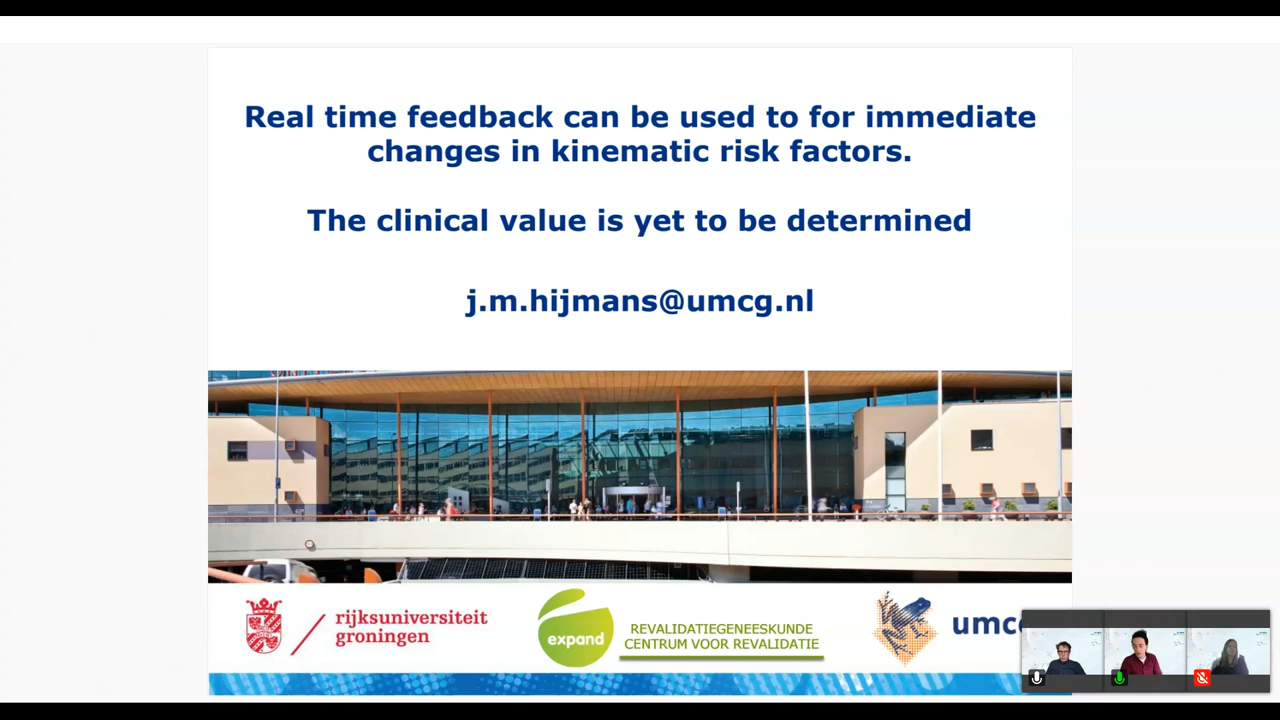 Real time feedback can be used to for immediate
changes in kinematic risk factors.
The clinical value is yet to be determined
j.m.hijmans@umcg.nl
rijksuniversiteit
groningen
expand
REVALIDATIEGENEESKUNDE
CENTRUM VOOR REVALIDATIE
umc